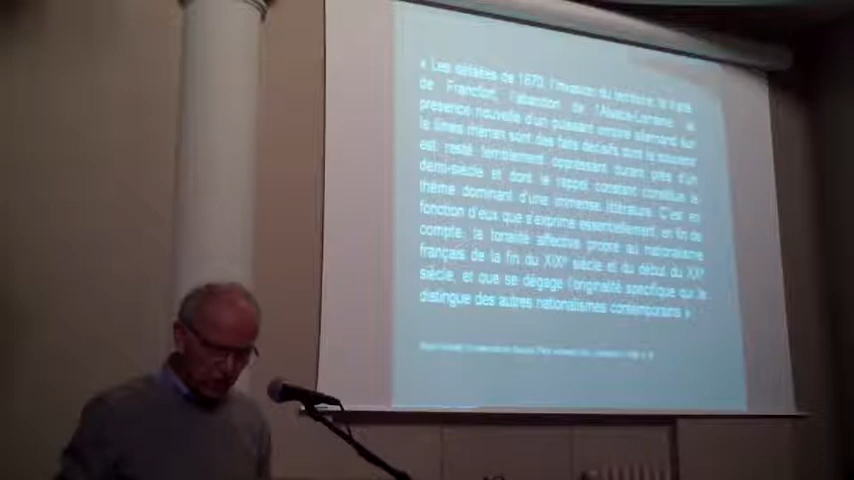 « Les défaites de 1870, l'invasion du territoire, le traité
de Francfort, l'abandon de l'Alsace-Lorraine, la
présence nouvelle d'un puissant empire allemand sur
le Rhin même sont des faits décisifs dont le souvenir
est resté terriblement oppressant durant près d'un
demi-siècle et dont le rappel constant constitue le
thème dominant d'une immense littérature. C'est en
fonction d'eux que s'exprime essentiellement, en fin de
compte, la tonalité affective propre au nationalisme
français de la fin du XIXe siècle et du début du XXe
siècle, et que se dégage l'originalité spécifique qui le
distingue des autres nationalismes contemporains »